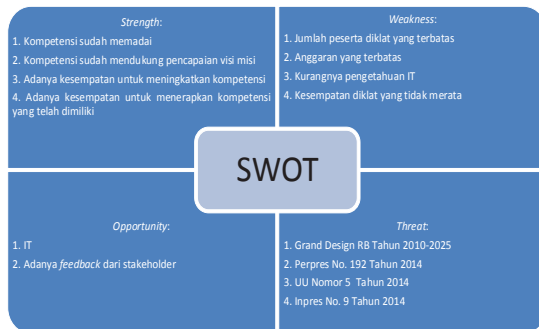 Strength:
1. Kompetensi sudah memadai
2. Kompetensi sudah mendukung pencapaian visi misi
3. Adanya kesempatan untuk meningkatkan kompetensi
4. Adanya kesempatan untuk menerapkan kompetensi
yang telah dimiliki
Weakness:
1. Jumlah peserta diklat yang terbatas
2. Anggaran yang terbatas
3. Kurangnya pengetahuan IT
4. Kesempatan diklat yang tidak merata
SWOT
Opportunity:
1. IT
2. Adanya feedback dari stakeholder
Threat:
1. Grand Design RB Tahun 2010-2025
2. Perpres No. 192 Tahun 2014
3. UU Nomor 5 Tahun 2014
4. Inpres No. 9 Tahun 2014